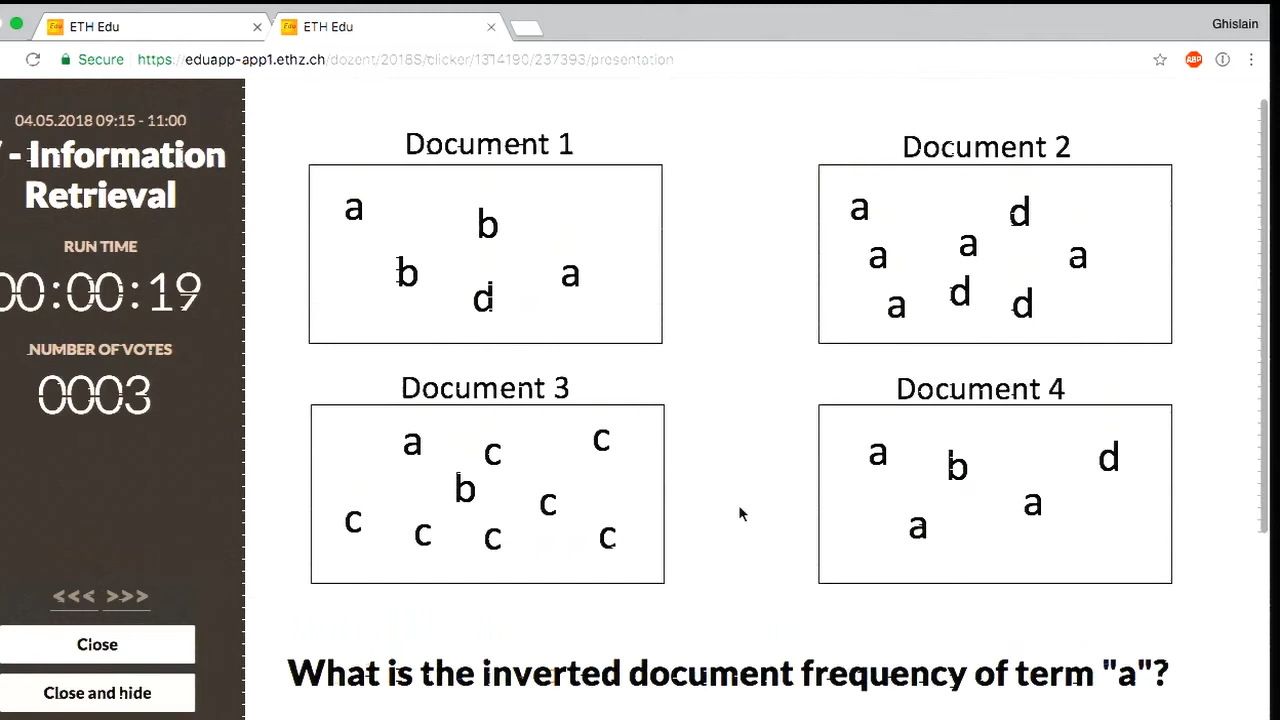 ETH Edu
ETH Edu
Ghislain
Secure https://eduapp-app1.ethz.ch/dozent/2018S/clicker/1314190/237393/presentation
ABP
04.05.2018 09:15 - 11:00
- Information
Retrieval
RUN TIME
00:00:19
NUMBER OF VOTES
0003
<<< >>>
Close
Close and hide
Document 1
a
b
b
a
d
Document 2
a
d
a
a
a
d
a
d
Document 3
a
c
c
b
c
c
c
c
c
Document 4
a
b
d
a
a
What is the inverted document frequency of term "a"?